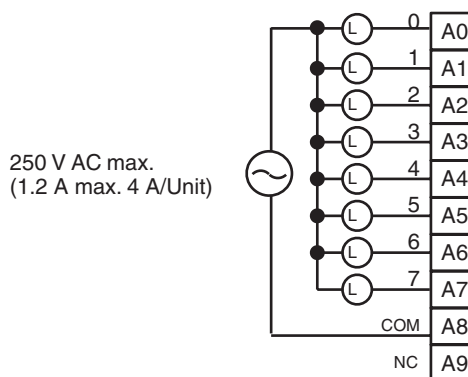 L 0 A0
L 1 A1
L 2 A2
L 3 A3
250 V AC max.
(1.2 A max. 4 A/Unit)
L 4 A4
L 5 A5
L 6 A6
L 7 A7
COM A8
NC A9